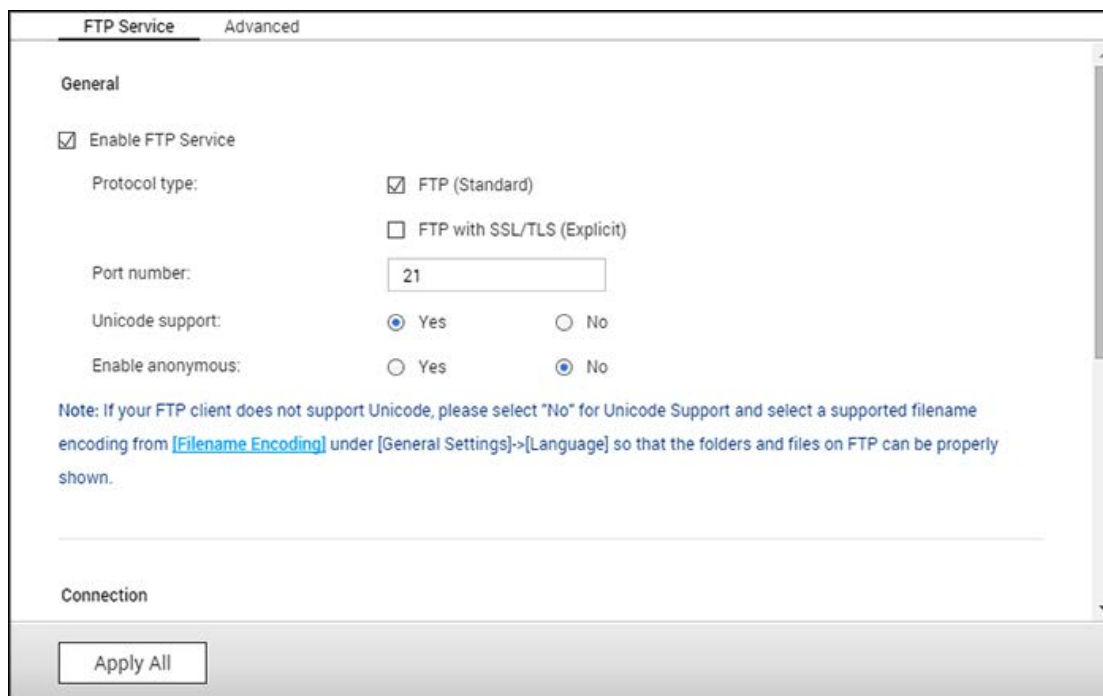 FTP Service Advanced
General
Enable FTP Service
Protocol type: FTP (Standard)
FTP with SSL/TLS (Explicit)
Port number: 21
Unicode support: Yes No
Enable anonymous: Yes No
Note: If your FTP client does not support Unicode, please select "No" for Unicode Support and select a supported filename
encoding from [Filename Encoding] under [General Settings]->[Language] so that the folders and files on FTP can be properly
shown.
Connection
Apply All